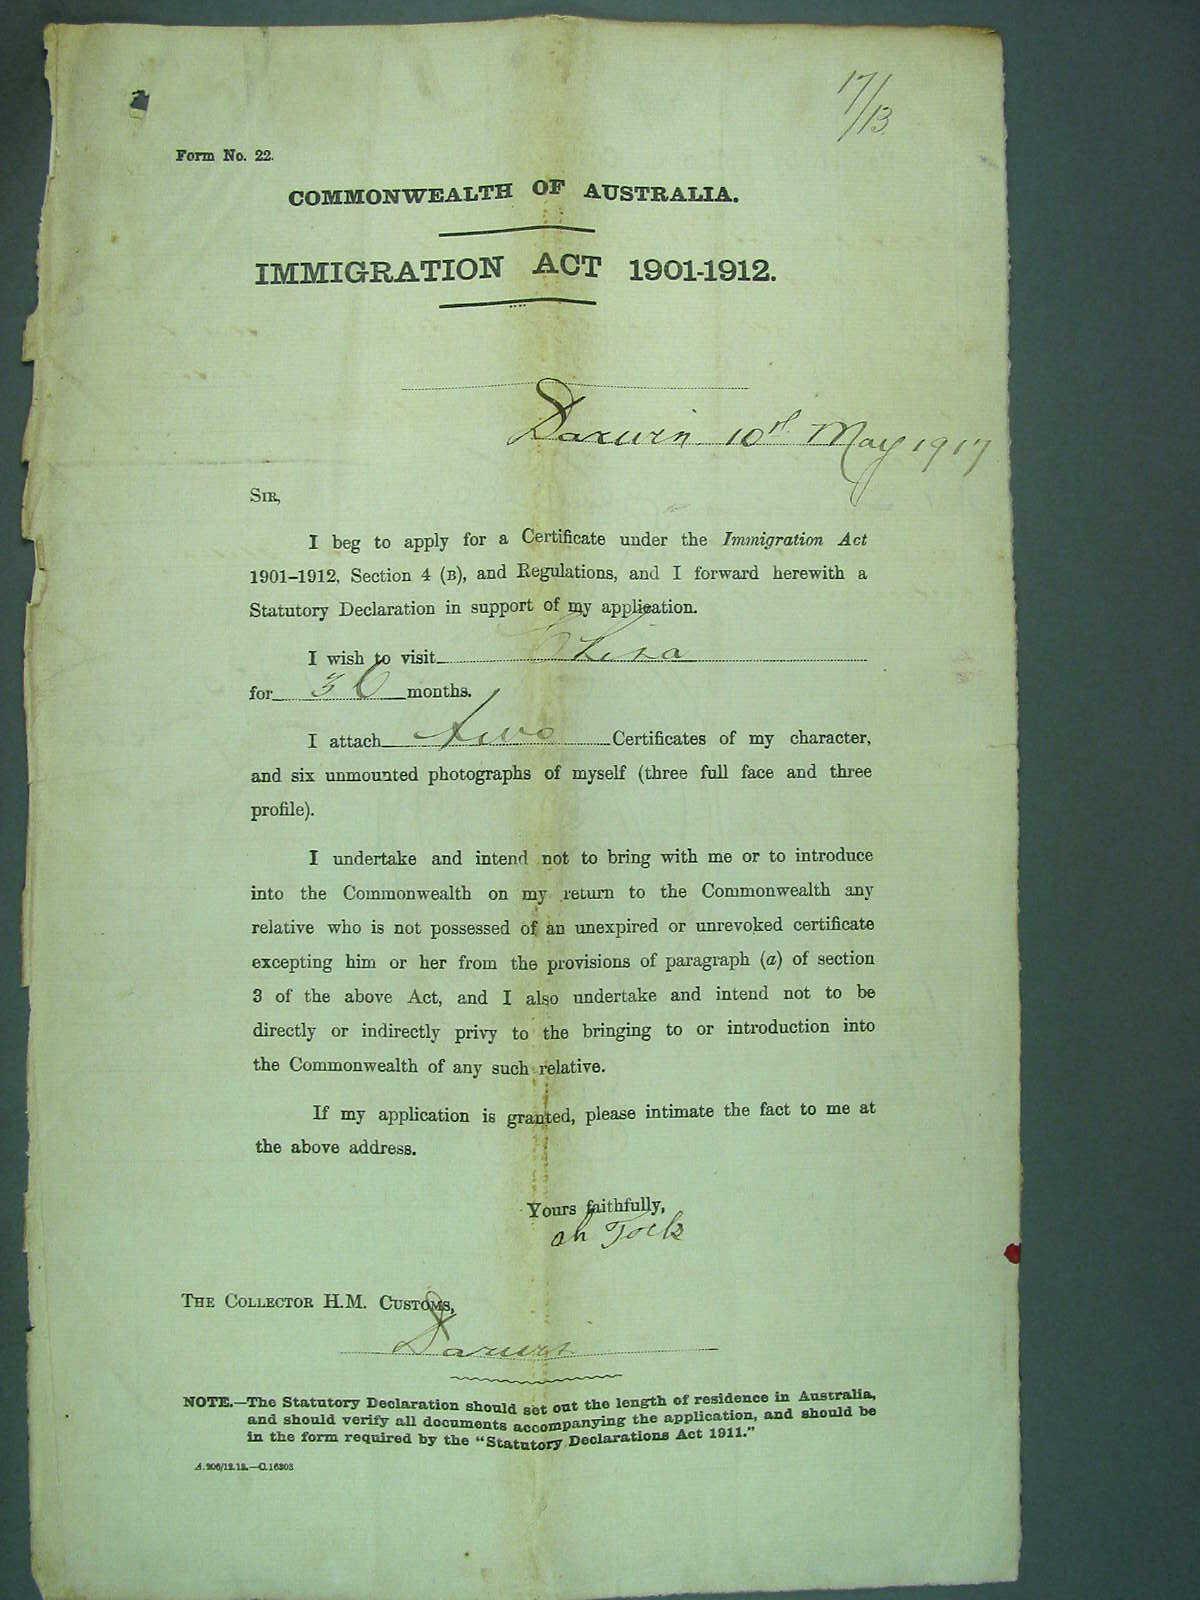 17/13
Form No. 22.
COMMONWEALTH OF AUSTRALIA.
IMMIGRATION ACT 1901-1912.
Darwin 10th May 1917
SIR,
I beg to apply for a Certificate under the Immigration Act
1901–1912, Section 4 (B), and Regulations, and I forward herewith a
Statutory Declaration in support of my application.
I wish to visit China
for 36 months.
I attach two Certificates of my character,
and six unmounted photographs of myself (three full face and three
profile).
I undertake and intend not to bring with me or to introduce
into the Commonwealth on my return to the Commonwealth any
relative who is not possessed of an unexpired or unrevoked certificate
excepting him or her from the provisions of paragraph (a) of section
3 of the above Act, and I also undertake and intend not to be
directly or indirectly privy to the bringing to or introduction into
the Commonwealth of any such relative.
If my application is granted, please intimate the fact to me at
the above address.
Yours faithfully,
Ah Tock
THE COLLECTOR H.M. CUSTOMS,
Darwin
NOTE.—The Statutory Declaration should set out the length of residence in Australia,
and should verify all documents accompanying the application, and should be
in the form required by the "Statutory Declarations Act 1911."
A.206/12.12.—C.16303